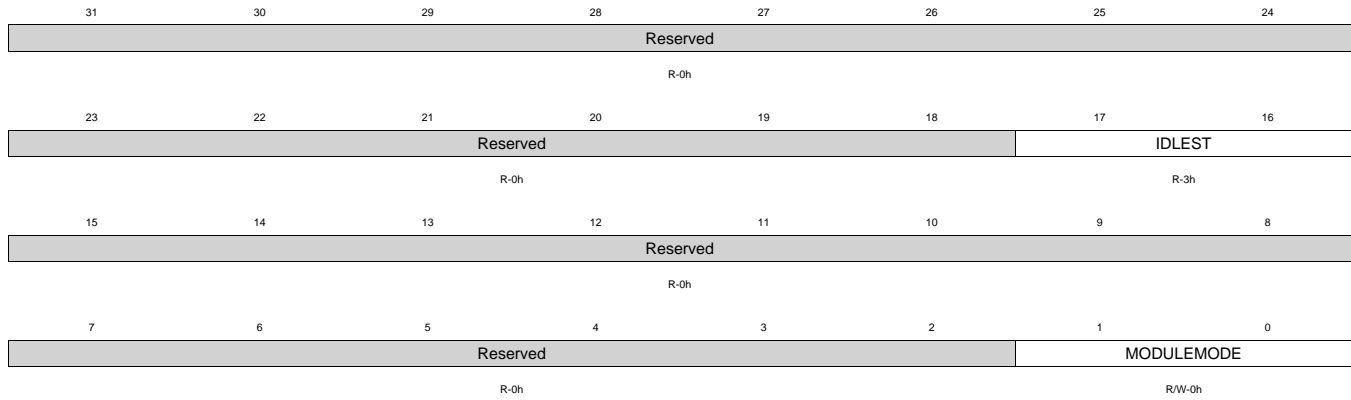 31 30 29 28 27 26 25 24
Reserved
R-0h
23 22 21 20 19 18 17 16
Reserved IDLEST
R-0h R-3h
15 14 13 12 11 10 9 8
Reserved
R-0h
7 6 5 4 3 2 1 0
Reserved MODULEMODE
R-0h R/W-0h